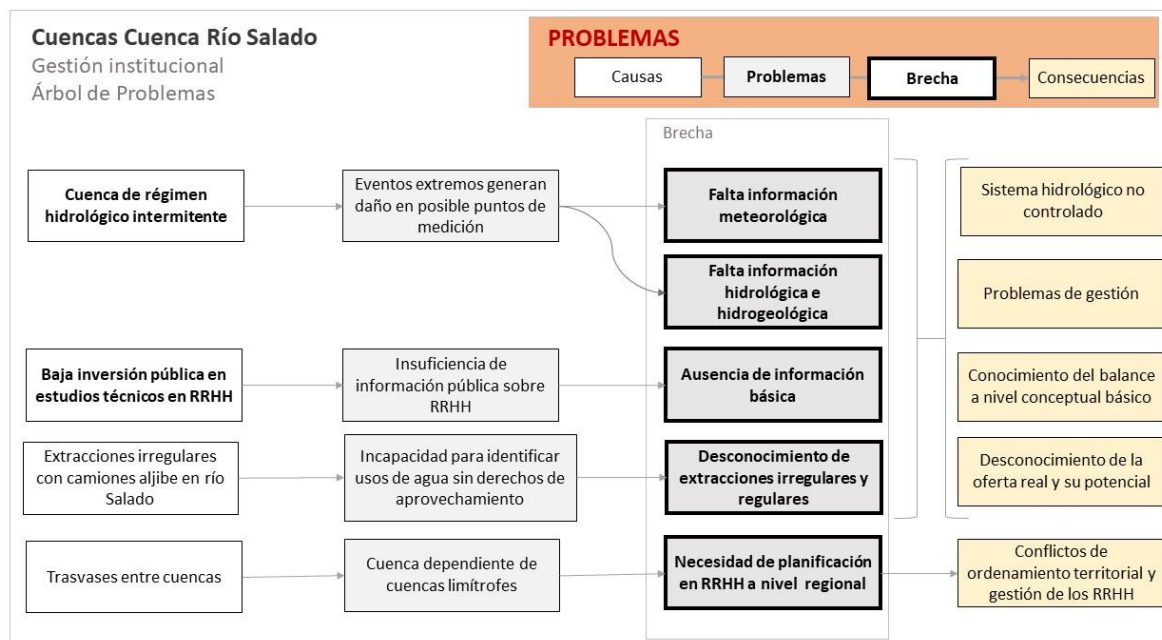 Cuencas Cuenca Río Salado
Gestión institucional
Árbol de Problemas
PROBLEMAS
Causas
Problemas
Brecha
Consecuencias
Brecha
Cuenca de régimen
hidrológico intermitente
Eventos extremos generan
daño en posible puntos de
medición
Falta información
meteorológica
Sistema hidrológico no
controlado
Falta información
hidrológica e
hidrogeológica
Problemas de gestión
Baja inversión pública en
estudios técnicos en RRHH
Insuficiencia de
información pública sobre
RRHH
Ausencia de información
básica
Conocimiento del balance
a nivel conceptual básico
Extracciones irregulares
con camiones aljibe en río
Salado
Incapacidad para identificar
usos de agua sin derechos de
aprovechamiento
Desconocimiento de
extracciones irregulares y
regulares
Desconocimiento de la
oferta real y su potencial
Trasvases entre cuencas
Cuenca dependiente de
cuencas limítrofes
Necesidad de planificación
en RRHH a nivel regional
Conflictos de
ordenamiento territorial y
gestión de los RRHH